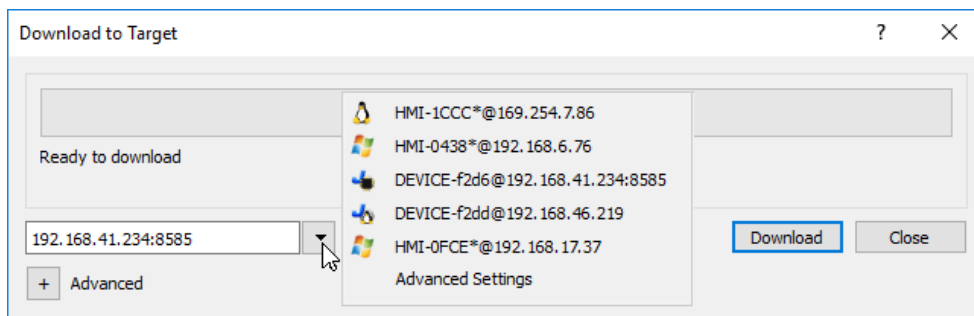 Download to Target
?
HMI-1CCC*@169.254.7.86
HMI-0438*@192.168.6.76
Ready to download
DEVICE-f2d6@192.168.41.234:8585
DEVICE-f2dd@192.168.46.219
192.168.41.234:8585
HMI-0FCE*@192.168.17.37
Download
Close
+ Advanced
Advanced Settings